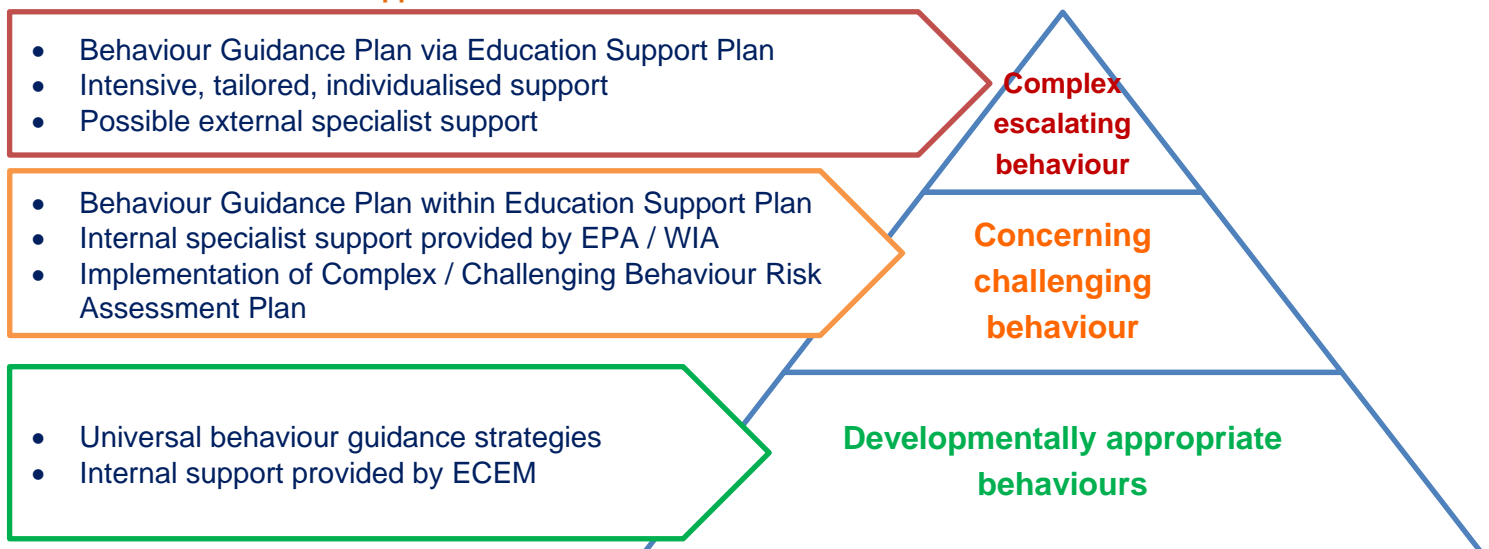 • Behaviour Guidance Plan via Education Support Plan
• Intensive, tailored, individualised support
• Possible external specialist support
Complex
escalating
behaviour
• Behaviour Guidance Plan within Education Support Plan
• Internal specialist support provided by EPA / WIA
• Implementation of Complex / Challenging Behaviour Risk
Assessment Plan
Concerning
challenging
behaviour
• Universal behaviour guidance strategies
• Internal support provided by ECEM
Developmentally appropriate
behaviours